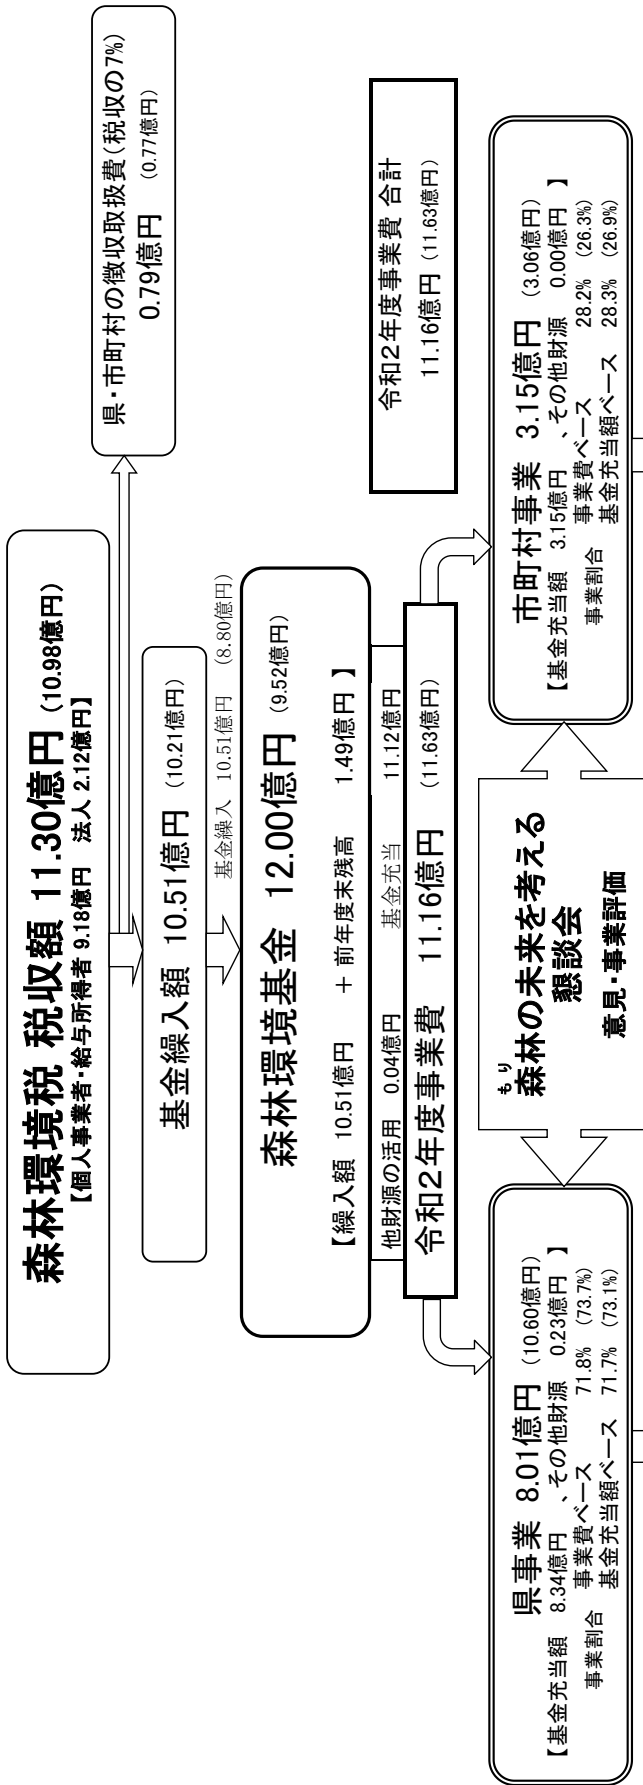 森林環境税 税収額 11.30億円 (10.98億円)
【個人事業者・給与所得者 9.18億円 法人 2.12億円】
県・市町村の徴収取扱費(税収の7%)
0.79億円 (0.77億円)
基金繰入額 10.51億円 (10.21億円)
基金繰入 10.51億円 (8.80億円)
森林環境基金 12.00億円 (9.52億円)
【繰入額 10.51億円 + 前年度末残高 1.49億円 】
他財源の活用 0.04億円 基金充当 11.12億円
令和2年度事業費 11.16億円 (11.63億円)
令和2年度事業費 合計
11.16億円 (11.63億円)
県事業 8.01億円 (10.60億円)
【基金充当額 8.34億円 、その他財源 0.23億円 】
事業割合 事業費ベース 71.8% (73.7%)
基金充当額ベース 71.7% (73.1%)
もり
森林の未来を考える
懇談会
意見・事業評価
市町村事業 3.15億円 (3.06億円)
【基金充当額 3.15億円 、その他財源 0.00億円 】
事業割合 事業費ベース 28.2% (26.3%)
基金充当額ベース 28.3% (26.9%)